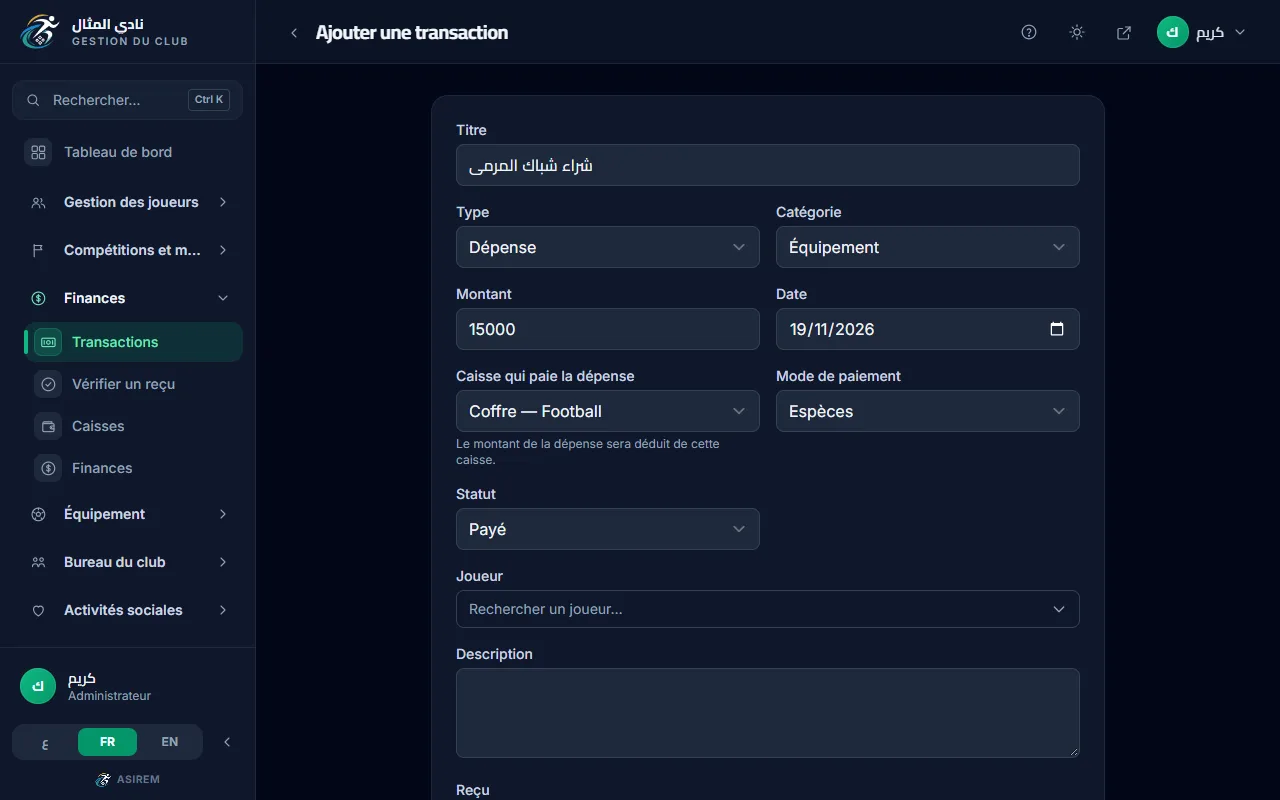 نادي المثال
GESTION DU CLUB
Rechercher...
Ctrl K
Tableau de bord
Gestion des joueurs
Compétitions et m...
Finances
Transactions
Vérifier un reçu
Caisses
Finances
Équipement
Bureau du club
Activités sociales
ك
كريم
Administrateur
ع
FR
EN
ASIREM
Ajouter une transaction
ك
كريم
Titre
شراء شباك المرمى
Type
Catégorie
Dépense
Équipement
Montant
Date
15000
19/11/2026
Caisse qui paie la dépense
Mode de paiement
Coffre — Football
Espèces
Le montant de la dépense sera déduit de cette
caisse.
Statut
Payé
Joueur
Rechercher un joueur...
Description
Reçu